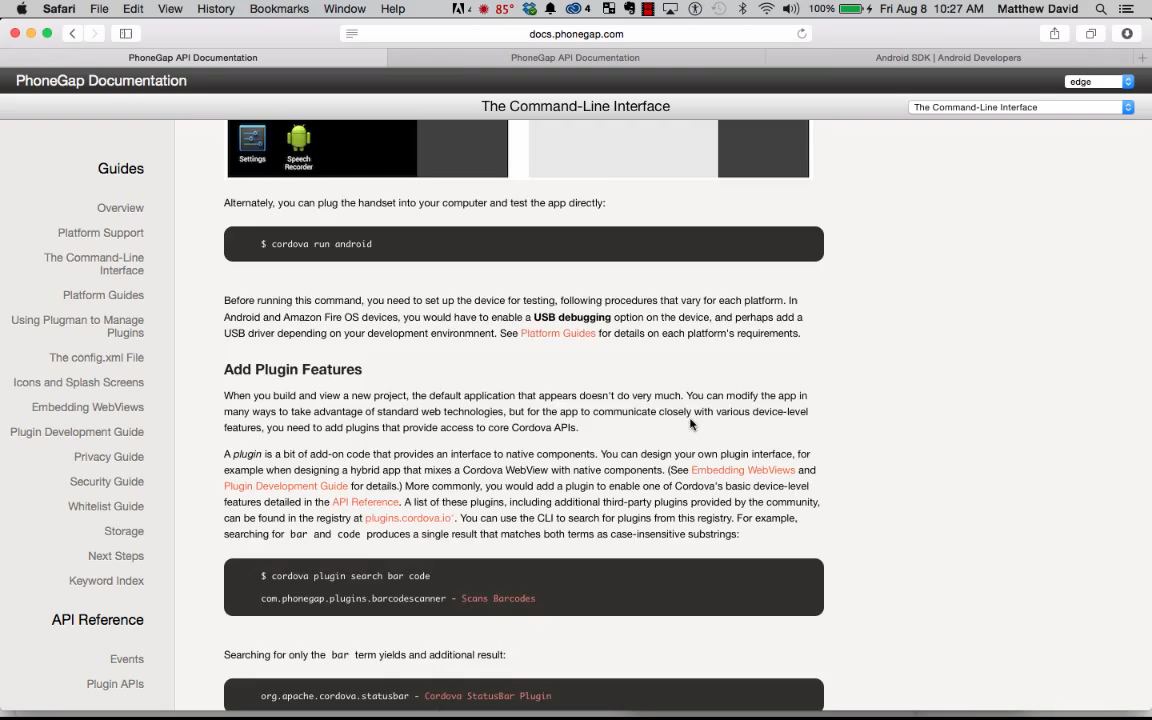 Safari File Edit View History Bookmarks Window Help 4 85° 4 100% Fri Aug 8 10:27 AM Matthew David
docs.phonegap.com
PhoneGap API Documentation PhoneGap API Documentation Android SDK | Android Developers
PhoneGap Documentation edge
The Command-Line Interface The Command-Line Interface
Guides
Overview
Platform Support
The Command-Line
Interface
Platform Guides
Using Plugman to Manage
Plugins
The config.xml File
Icons and Splash Screens
Embedding WebViews
Plugin Development Guide
Privacy Guide
Security Guide
Whitelist Guide
Storage
Next Steps
Keyword Index
API Reference
Events
Plugin APIs
Settings Speech
Recorder
Alternately, you can plug the handset into your computer and test the app directly:
$ cordova run android
Before running this command, you need to set up the device for testing, following procedures that vary for each platform. In
Android and Amazon Fire OS devices, you would have to enable a USB debugging option on the device, and perhaps add a
USB driver depending on your development environmnent. See Platform Guides for details on each platform's requirements.
Add Plugin Features
When you build and view a new project, the default application that appears doesn't do very much. You can modify the app in
many ways to take advantage of standard web technologies, but for the app to communicate closely with various device-level
features, you need to add plugins that provide access to core Cordova APIs.
A plugin is a bit of add-on code that provides an interface to native components. You can design your own plugin interface, for
example when designing a hybrid app that mixes a Cordova WebView with native components. (See Embedding WebViews and
Plugin Development Guide for details.) More commonly, you would add a plugin to enable one of Cordova's basic device-level
features detailed in the API Reference. A list of these plugins, including additional third-party plugins provided by the community,
can be found in the registry at plugins.cordova.io. You can use the CLI to search for plugins from this registry. For example,
searching for bar and code produces a single result that matches both terms as case-insensitive substrings:
$ cordova plugin search bar code
com.phonegap.plugins.barcodescanner - Scans Barcodes
Searching for only the bar term yields and additional result:
org.apache.cordova.statusbar - Cordova StatusBar Plugin